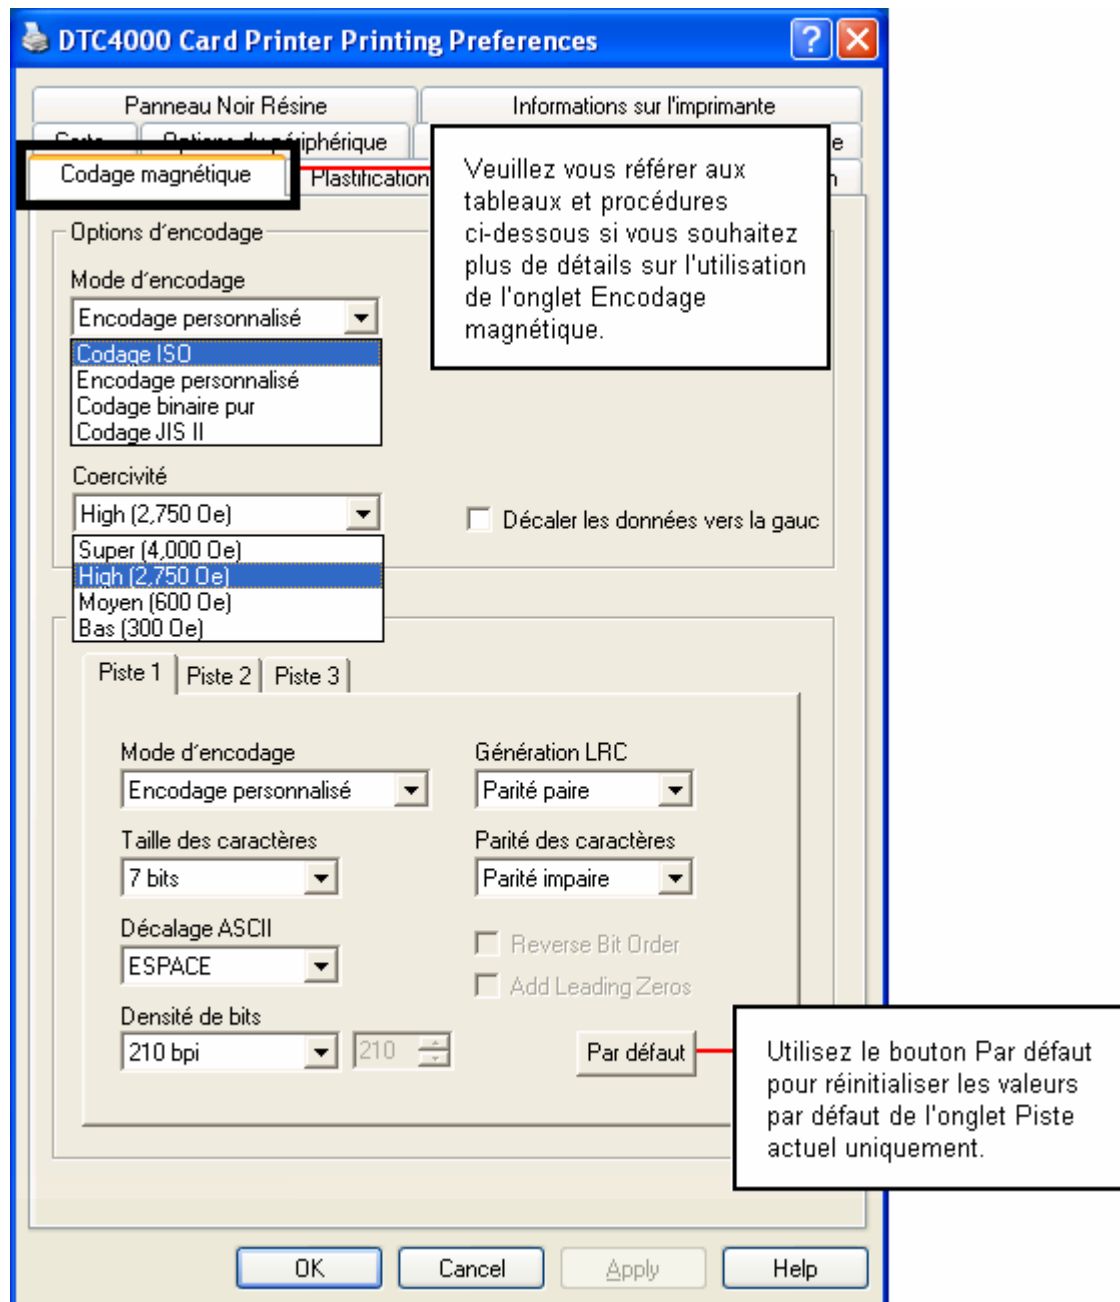 DTC4000 Card Printer Printing Preferences
Panneau Noir Résine
Informations sur l'imprimante
Carte
Options du périphérique
e
Codage magnétique
Plastification
n
Veuillez vous référer aux
tableaux et procédures
ci-dessous si vous souhaitez
plus de détails sur l'utilisation
de l'onglet Encodage
magnétique.
Options d'encodage
Mode d'encodage
Encodage personnalisé
Codage ISO
Encodage personnalisé
Codage binaire pur
Codage JIS II
Coercivité
High (2,750 Oe)
Décaler les données vers la gauc
Super (4,000 Oe)
High (2,750 Oe)
Moyen (600 Oe)
Bas (300 Oe)
Piste 1
Piste 2
Piste 3
Mode d'encodage
Génération LRC
Encodage personnalisé
Parité paire
Taille des caractères
Parité des caractères
7 bits
Parité impaire
Décalage ASCII
Reverse Bit Order
ESPACE
Add Leading Zeros
Densité de bits
210 bpi
210
Par défaut
Utilisez le bouton Par défaut
pour réinitialiser les valeurs
par défaut de l'onglet Piste
actuel uniquement.
OK
Cancel
Apply
Help